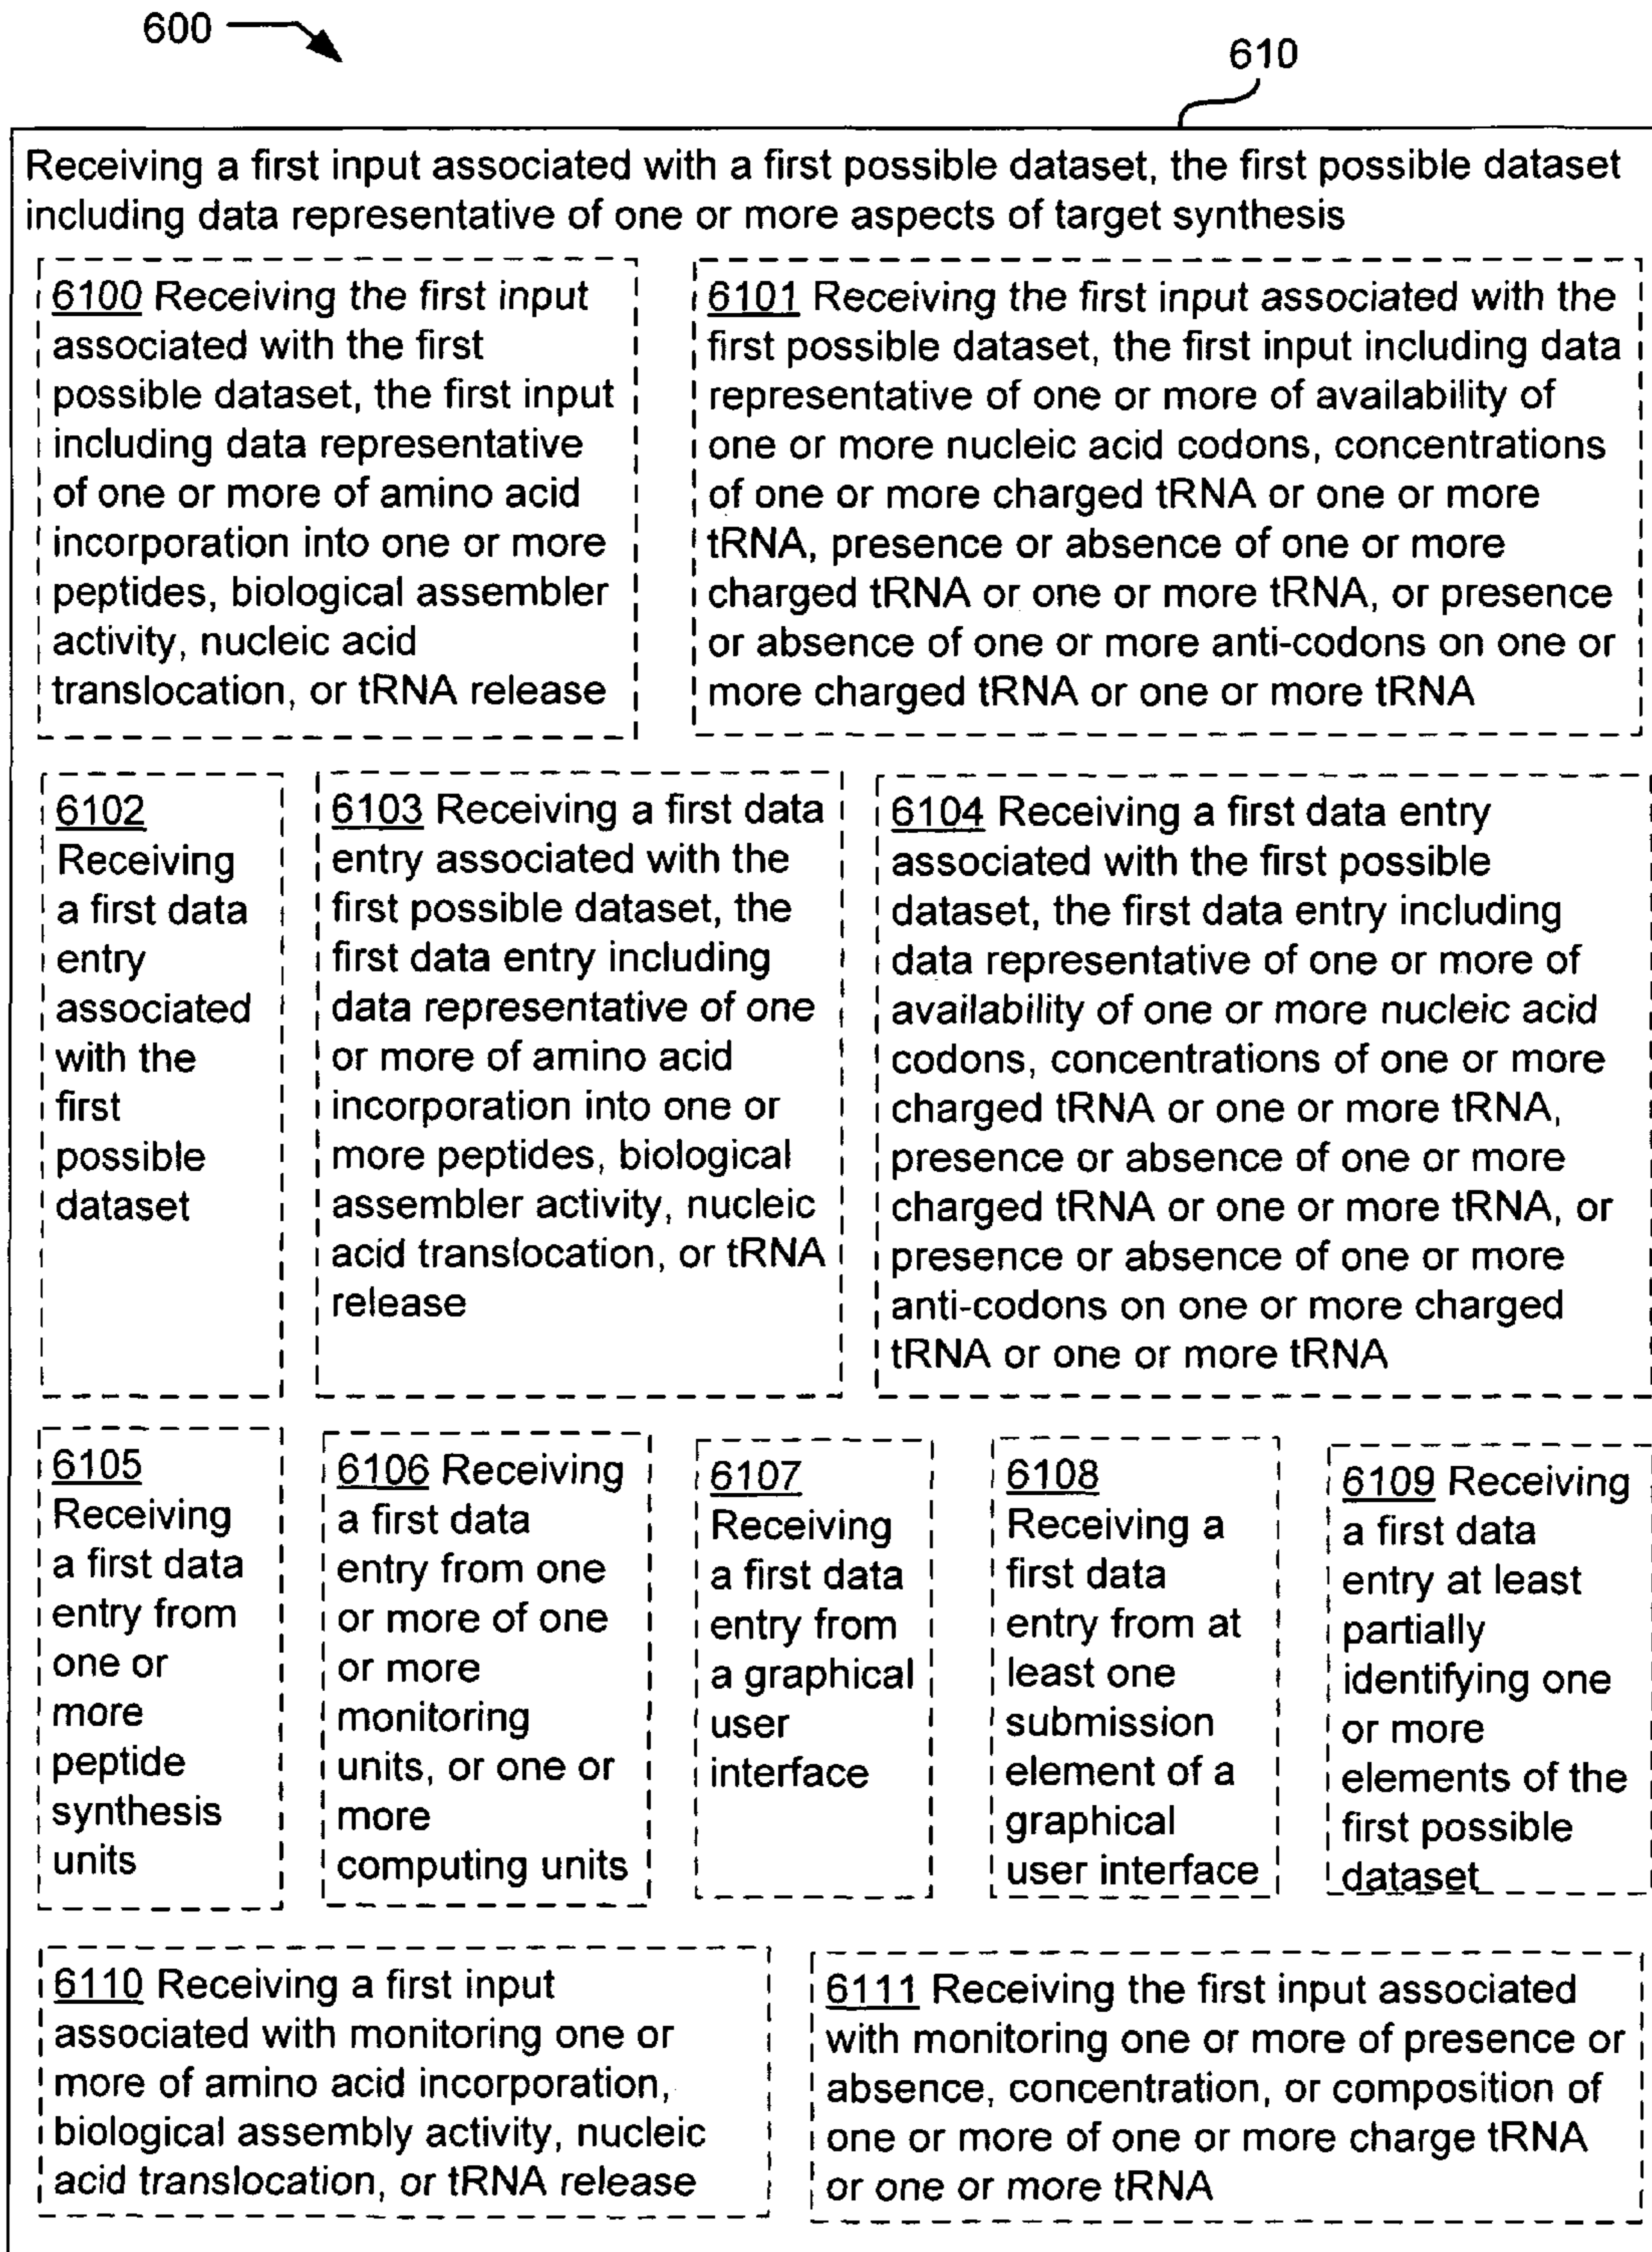 600
610
Receiving a first input associated with a first possible dataset, the first possible dataset
including data representative of one or more aspects of target synthesis
6100 Receiving the first input
associated with the first
possible dataset, the first input
including data representative
of one or more of amino acid
incorporation into one or more
peptides, biological assembler
activity, nucleic acid
translocation, or tRNA release
6101 Receiving the first input associated with the
first possible dataset, the first input including data
representative of one or more of availability of
one or more nucleic acid codons, concentrations
of one or more charged tRNA or one or more
tRNA, presence or absence of one or more
charged tRNA or one or more tRNA, or presence
or absence of one or more anti-codons on one or
more charged tRNA or one or more tRNA
6102
Receiving
a first data
entry
associated
with the
first
possible
dataset
6103 Receiving a first data
entry associated with the
first possible dataset, the
first data entry including
data representative of one
or more of amino acid
incorporation into one or
more peptides, biological
assembler activity, nucleic
acid translocation, or tRNA
release
6104 Receiving a first data entry
associated with the first possible
dataset, the first data entry including
data representative of one or more of
availability of one or more nucleic acid
codons, concentrations of one or more
charged tRNA or one or more tRNA,
presence or absence of one or more
charged tRNA or one or more tRNA, or
presence or absence of one or more
anti-codons on one or more charged
tRNA or one or more tRNA
6105
Receiving
a first data
entry from
one or
more
peptide
synthesis
units
6106 Receiving
a first data
entry from one
or more of one
or more
monitoring
units, or one or
more
computing units
6107
Receiving
a first data
entry from
a graphical
user
interface
6108
Receiving a
first data
entry from at
least one
submission
element of a
graphical
user interface
6109 Receiving
a first data
entry at least
partially
identifying one
or more
elements of the
first possible
dataset
6110 Receiving a first input
associated with monitoring one or
more of amino acid incorporation,
biological assembly activity, nucleic
acid translocation, or tRNA release
6111 Receiving the first input associated
with monitoring one or more of presence or
absence, concentration, or composition of
one or more of one or more charge tRNA
or one or more tRNA